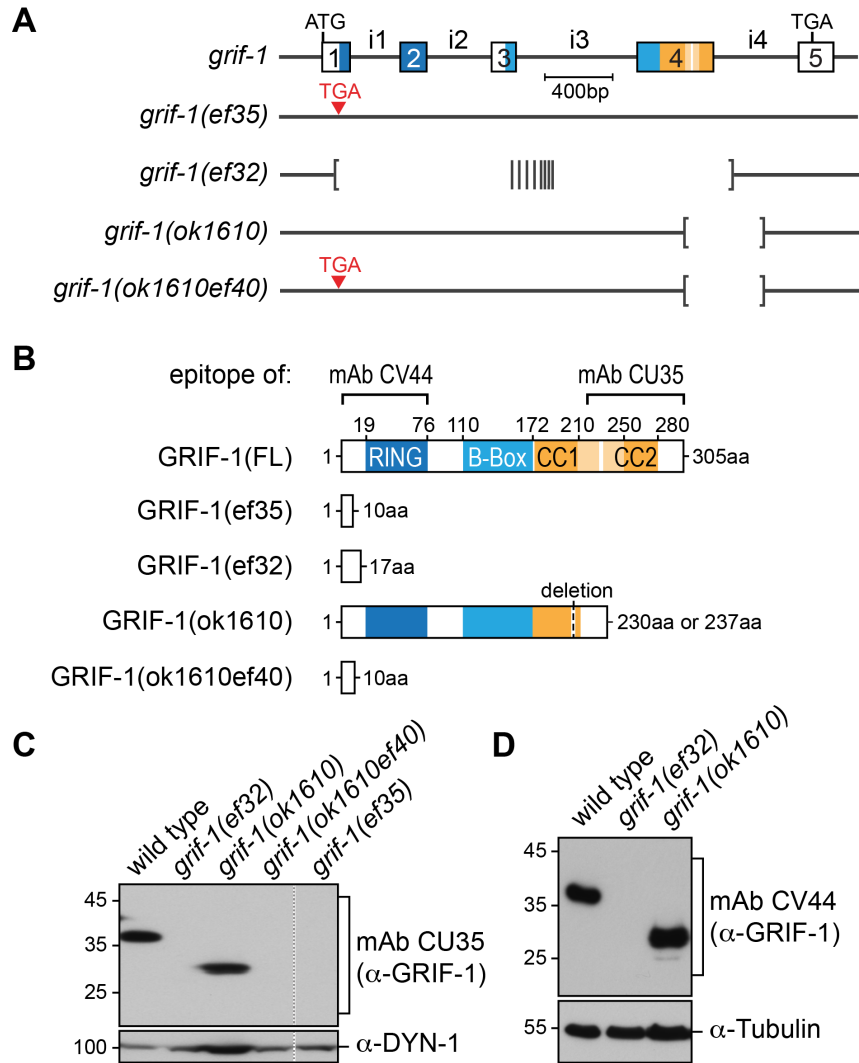 A
ATG TGA
grif-1 1 i1 2 i2 3 i3 4 i4 5
400bp
TGA
grif-1(ef35)
grif-1(ef32)
grif-1(ok1610)
TGA
grif-1(ok1610ef40)
B
epitope of: mAb CV44 mAb CU35
19 76 110 172 210 250 280
GRIF-1(FL) 1 RING B-Box CC1 CC2 305aa
GRIF-1(ef35) 1 10aa
GRIF-1(ef32) 1 17aa
deletion
GRIF-1(ok1610) 1 230aa or 237aa
GRIF-1(ok1610ef40) 1 10aa
C
wild type
grif-1(ef32)
grif-1(ok1610)
grif-1(ok1610ef40)
grif-1(ef35)
45
35
25
mAb CU35
(α-GRIF-1)
100 α-DYN-1
D
wild type
grif-1(ef32)
grif-1(ok1610)
45
35
25
mAb CV44
(α-GRIF-1)
55 α-Tubulin